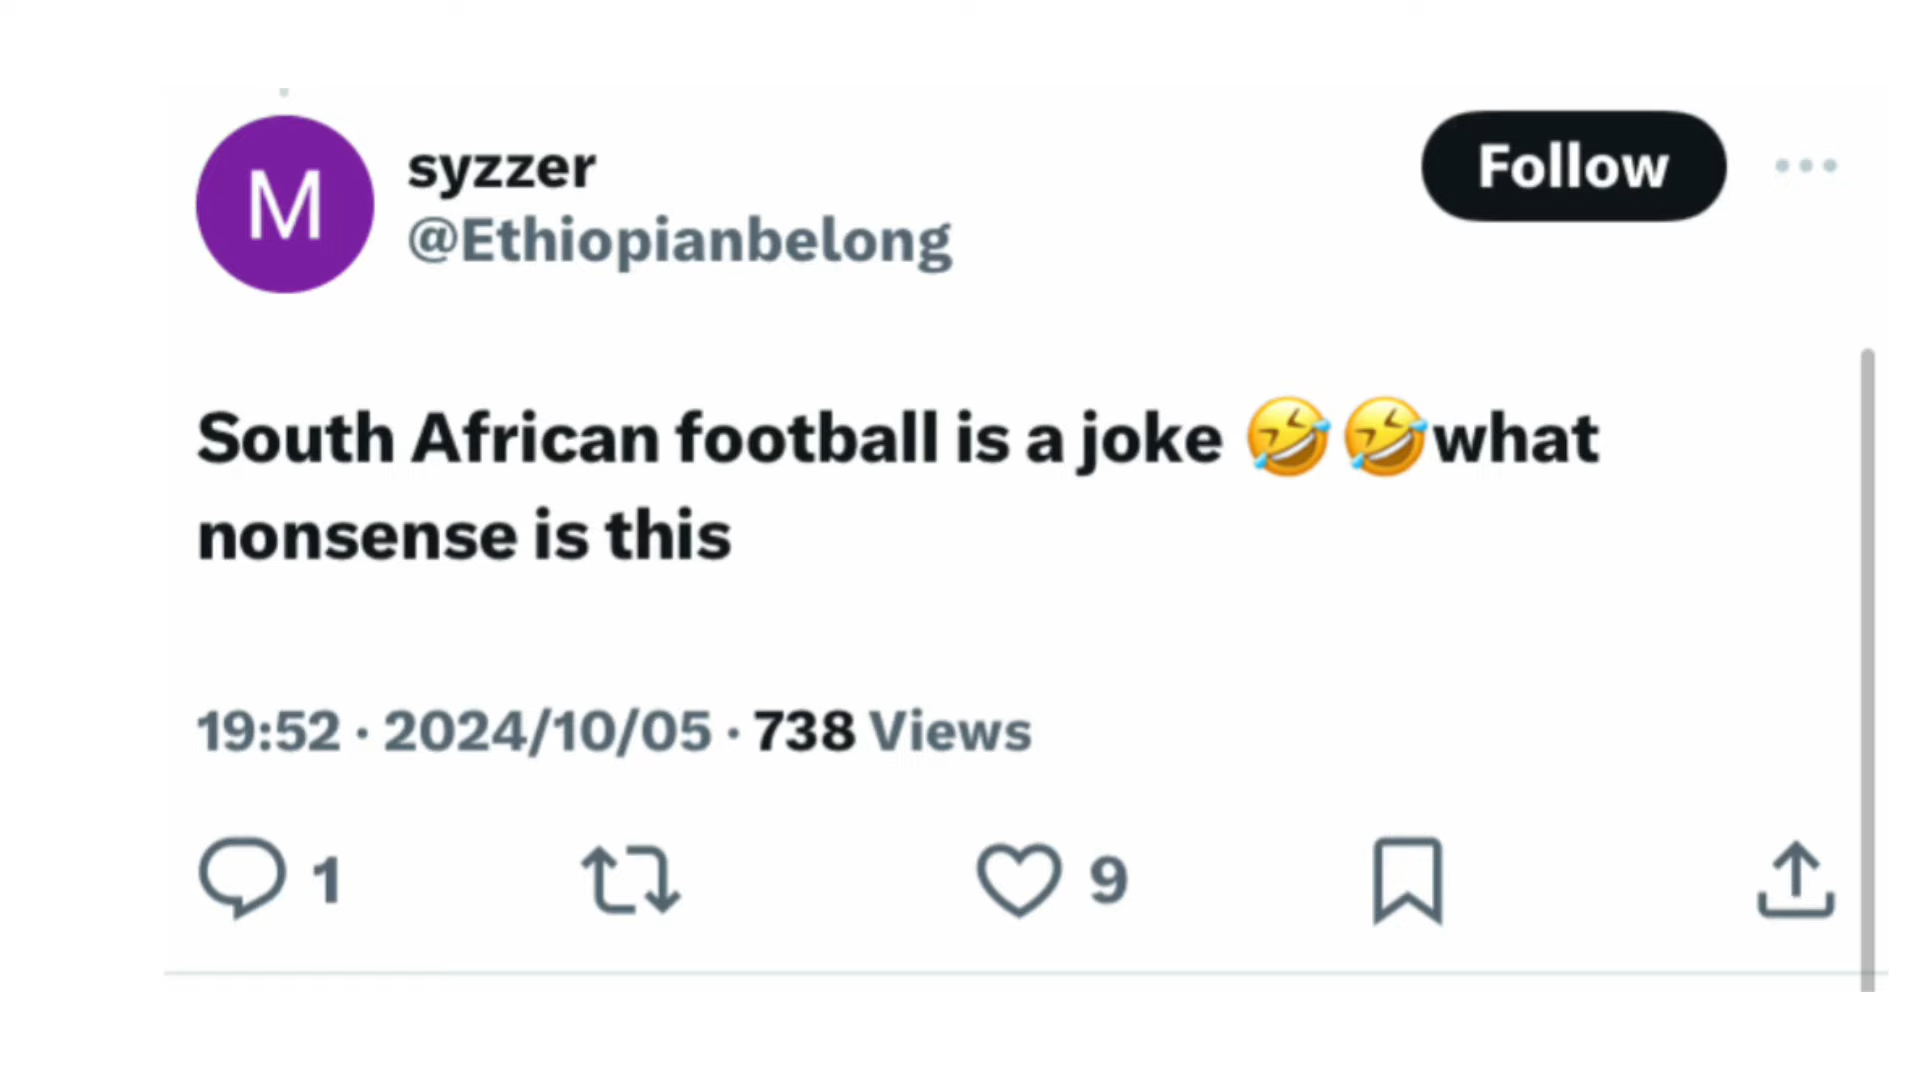 M
syzzer
@Ethiopianbelong
Follow
South African football is a joke 🤣🤣what
nonsense is this
19:52 · 2024/10/05 · 738 Views
1
9